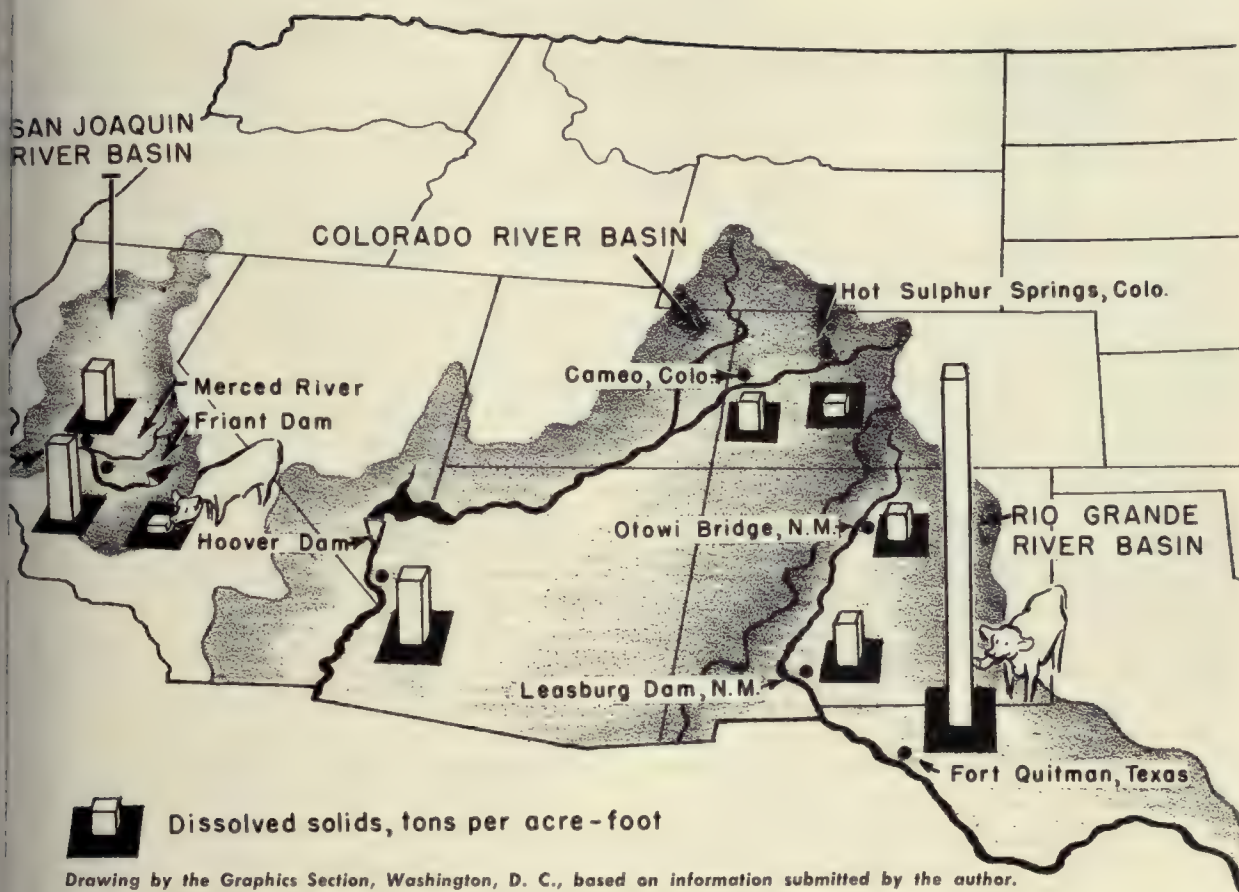 SAN JOAQUIN
RIVER BASIN
COLORADO RIVER BASIN
Hot Sulphur Springs, Colo.
Cameo, Colo.
Merced River
Friant Dam
Hoover Dam
Otowi Bridge, N.M.
RIO GRANDE
RIVER BASIN
Leasburg Dam, N.M.
Fort Quitman, Texas
Dissolved solids, tons per acre-foot
Drawing by the Graphics Section, Washington, D. C., based on information submitted by the author.